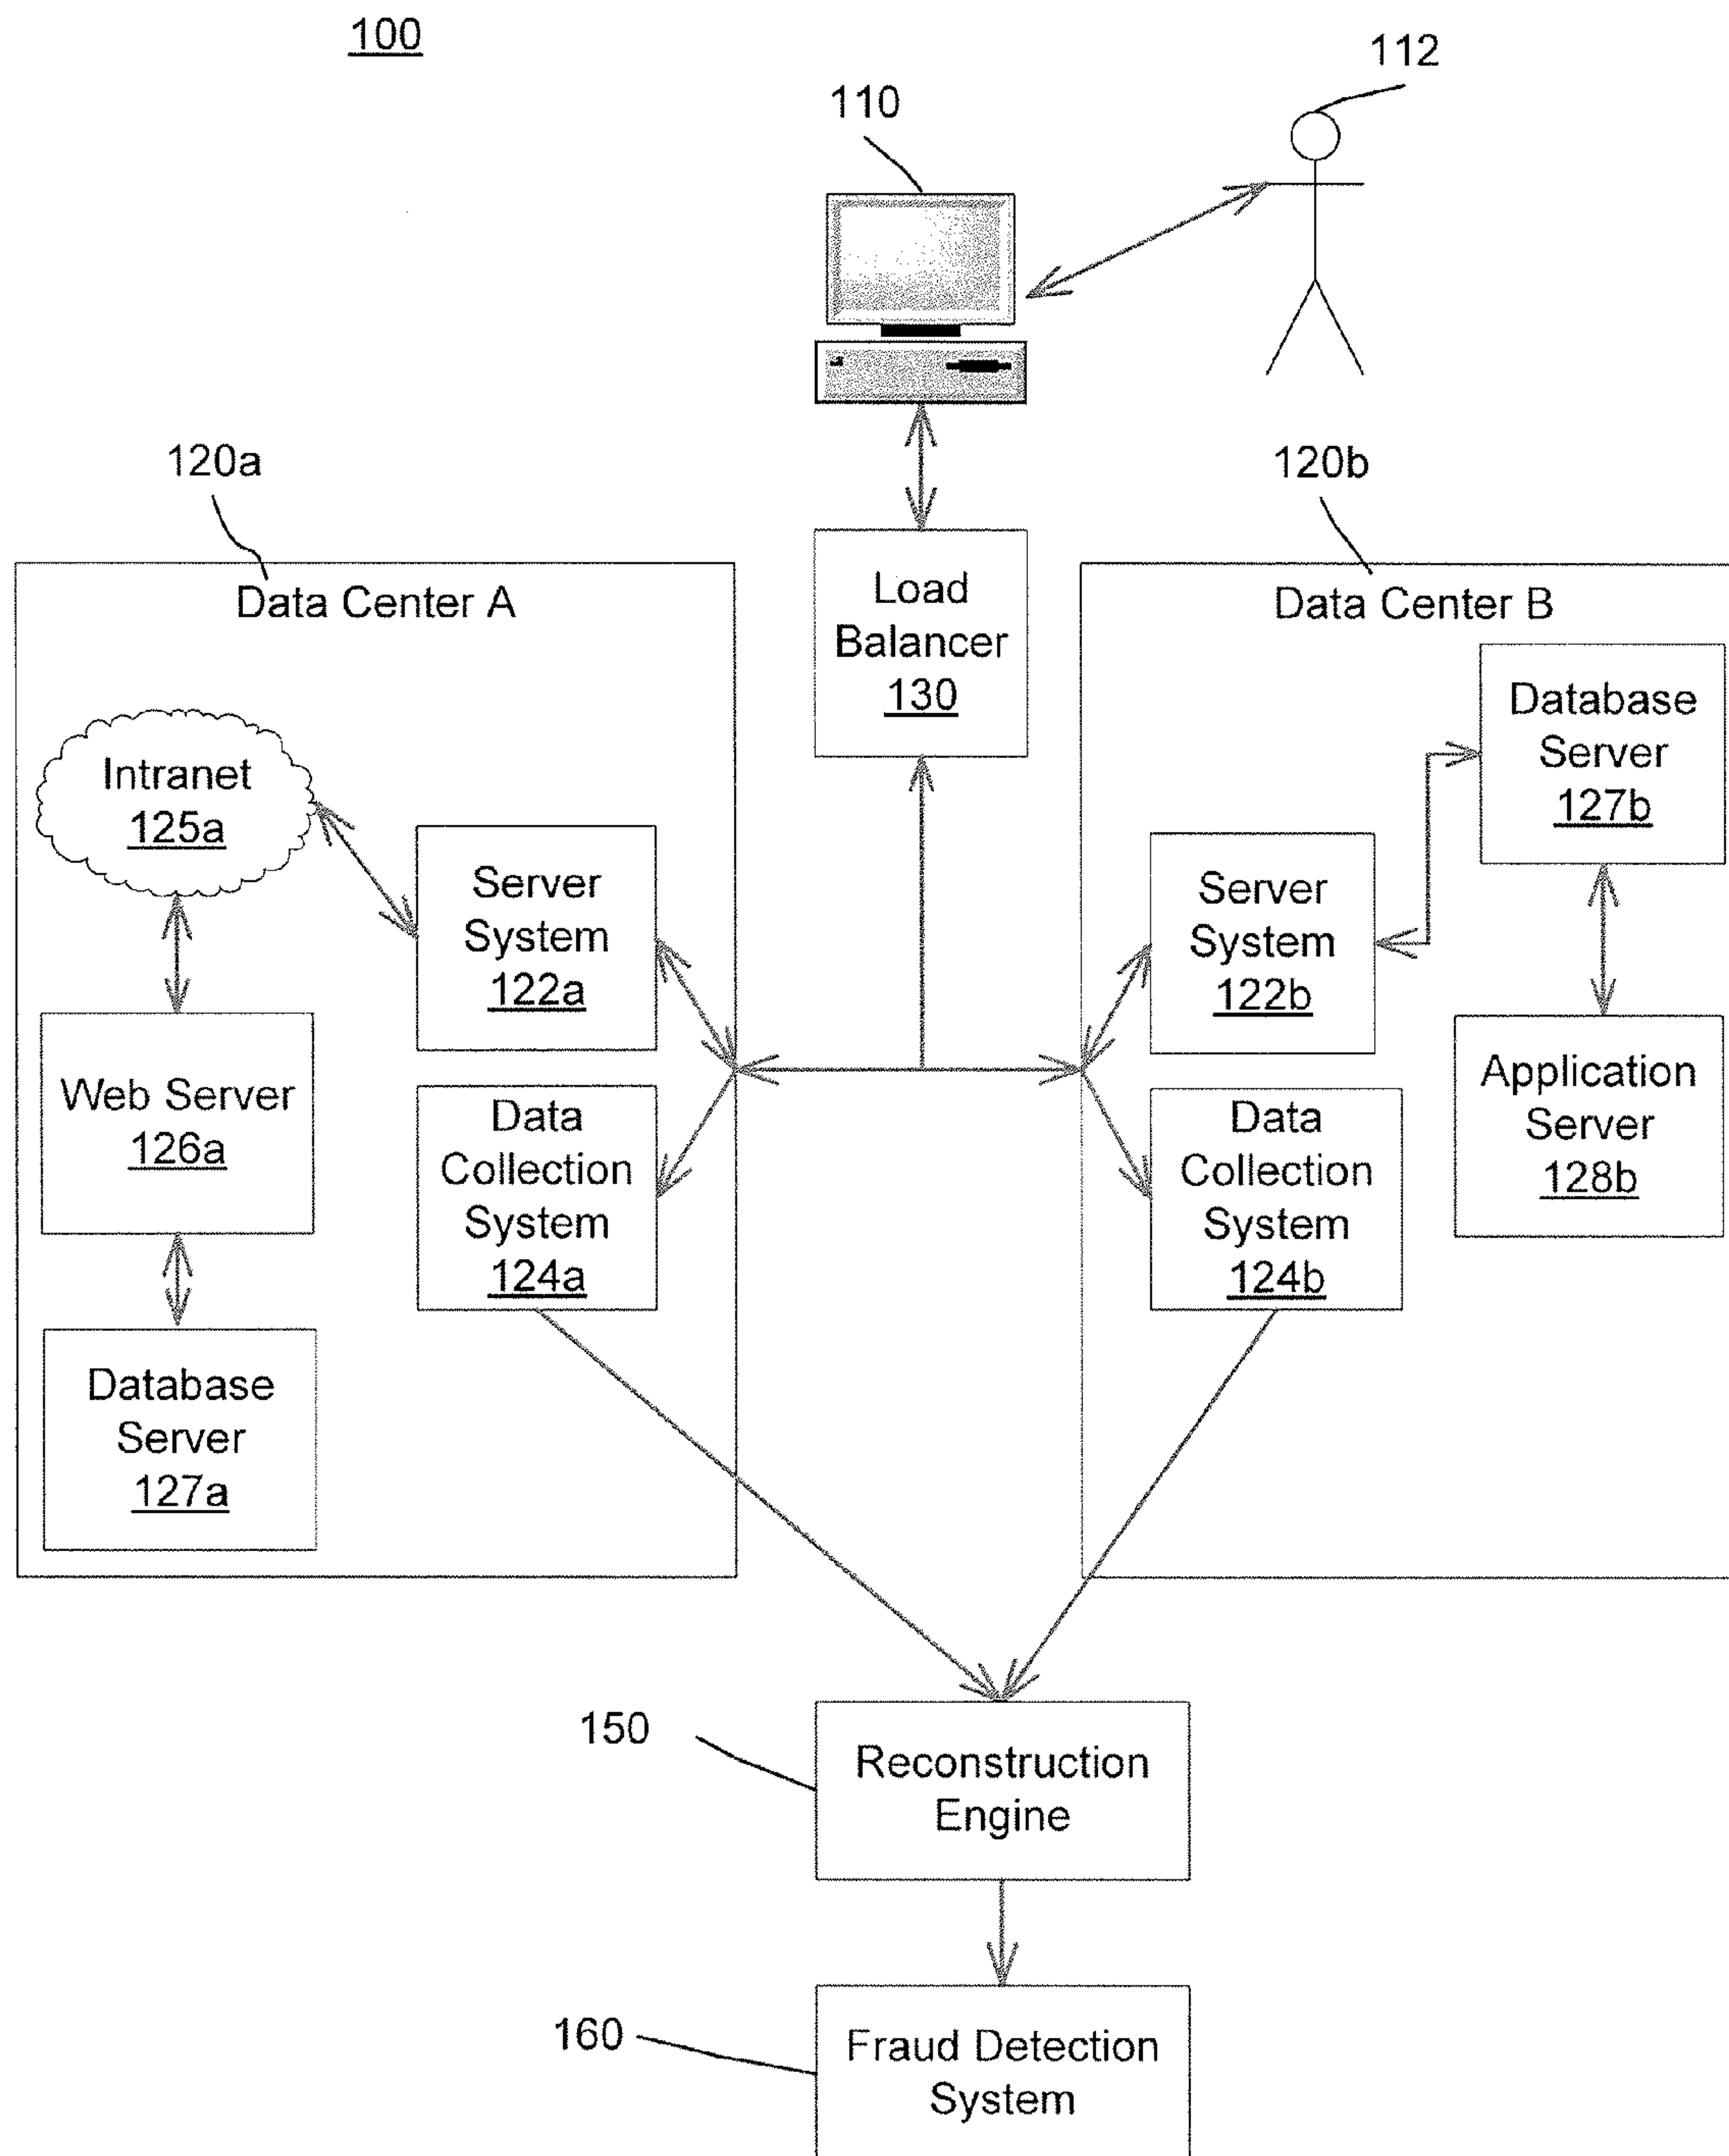 100
112
110
120a
120b
Data Center A
Load
Balancer
130
Data Center B
Intranet
125a
Server
System
122a
Web Server
126a
Data
Collection
System
124a
Database
Server
127a
Database
Server
127b
Server
System
122b
Application
Server
128b
Data
Collection
System
124b
150
Reconstruction
Engine
160
Fraud Detection
System